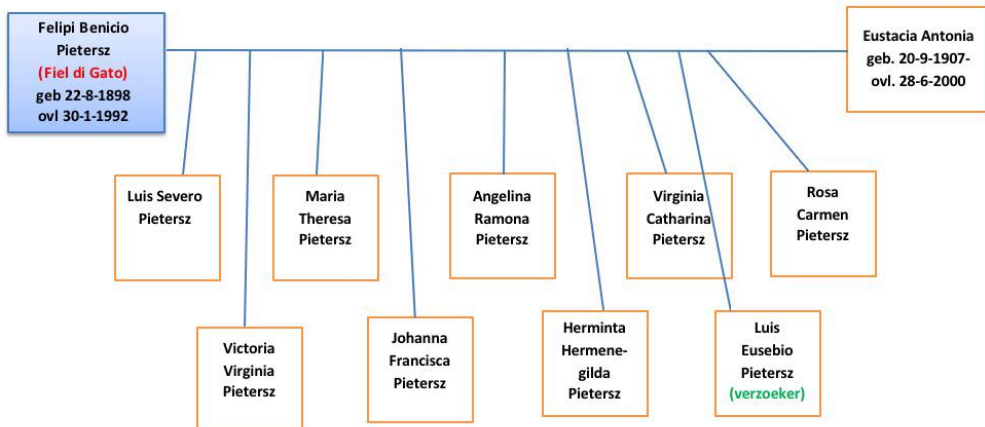 Felipi Benicio
Pietersz
(Fiel di Gato)
geb 22-8-1898
ovl 30-1-1992
Eustacia Antonia
geb. 20-9-1907-
ovl. 28-6-2000
Luis Severo
Pietersz
Maria
Theresa
Pietersz
Angelina
Ramona
Pietersz
Virginia
Catharina
Pietersz
Rosa
Carmen
Pietersz
Victoria
Virginia
Pietersz
Johanna
Francisca
Pietersz
Herminta
Hermene-
gilda
Pietersz
Luis
Eusebio
Pietersz
(verzoeker)